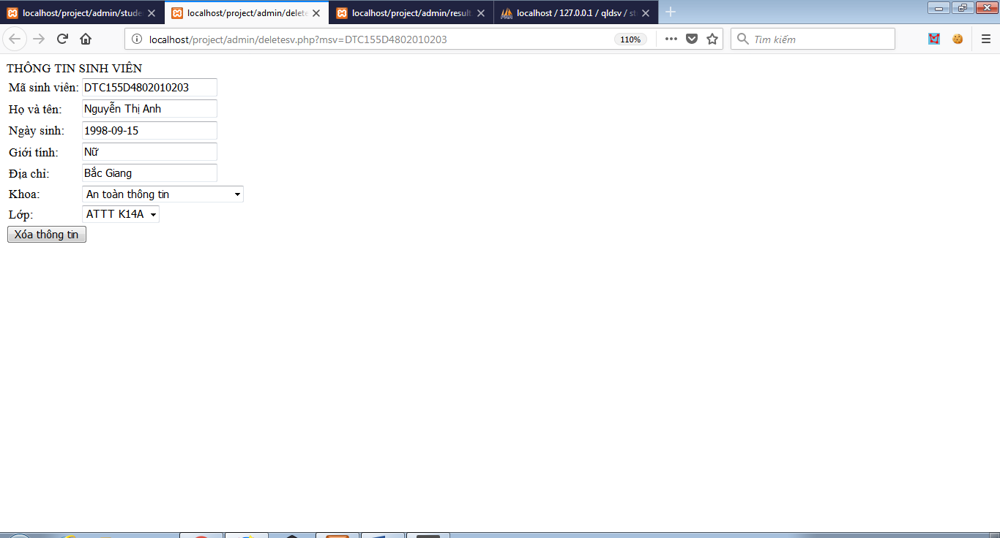 localhost/project/admin/stude
localhost/project/admin/delete
localhost/project/admin/result.
localhost / 127.0.0.1 / qldsv / st
localhost/project/admin/deletesv.php?msv=DTC155D4802010203
110%
Tìm kiếm
THÔNG TIN SINH VIÊN
Mã sinh viên: DTC155D4802010203
Họ và tên: Nguyễn Thị Anh
Ngày sinh: 1998-09-15
Giới tính: Nữ
Địa chỉ: Bắc Giang
Khoa: An toàn thông tin
Lớp: ATTT K14A
Xóa thông tin